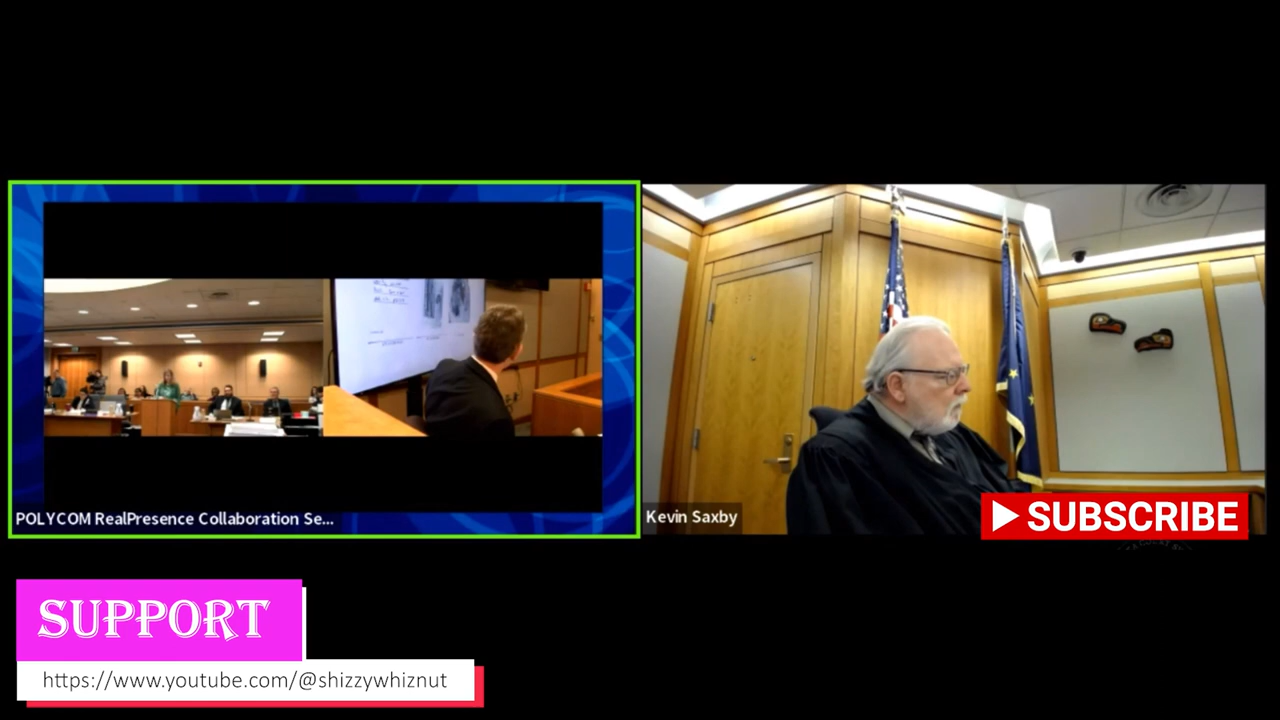 POLYCOM RealPresence Collaboration Se...
Kevin Saxby
SUBSCRIBE
SUPPORT
https://www.youtube.com/@shizzywhiznut